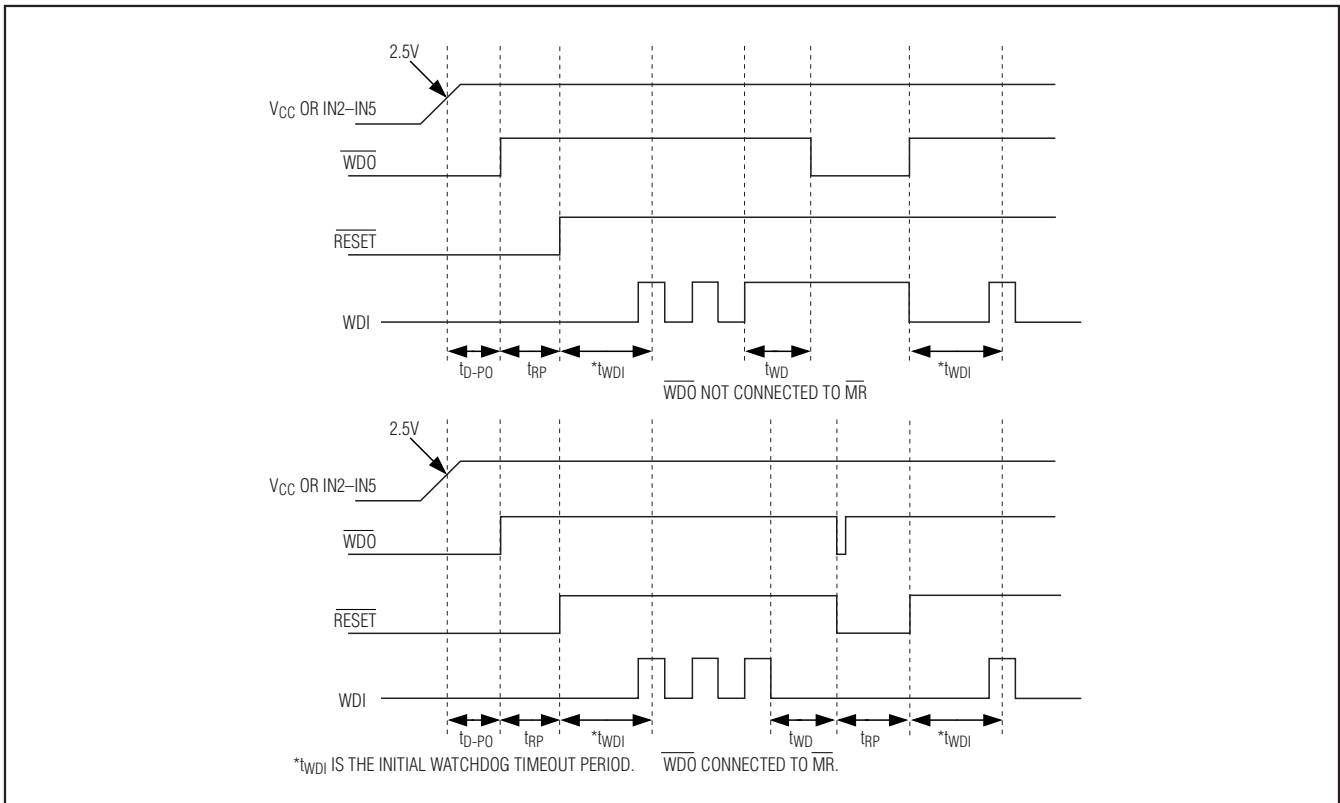 2.5V
VCC OR IN2–IN5
WDO
RESET
WDI
tD-PO tRP *tWDI tWD *tWDI
WDO NOT CONNECTED TO MR
2.5V
VCC OR IN2–IN5
WDO
RESET
WDI
tD-PO tRP *tWDI tWD tRP *tWDI
*tWDI IS THE INITIAL WATCHDOG TIMEOUT PERIOD. WDO CONNECTED TO MR.